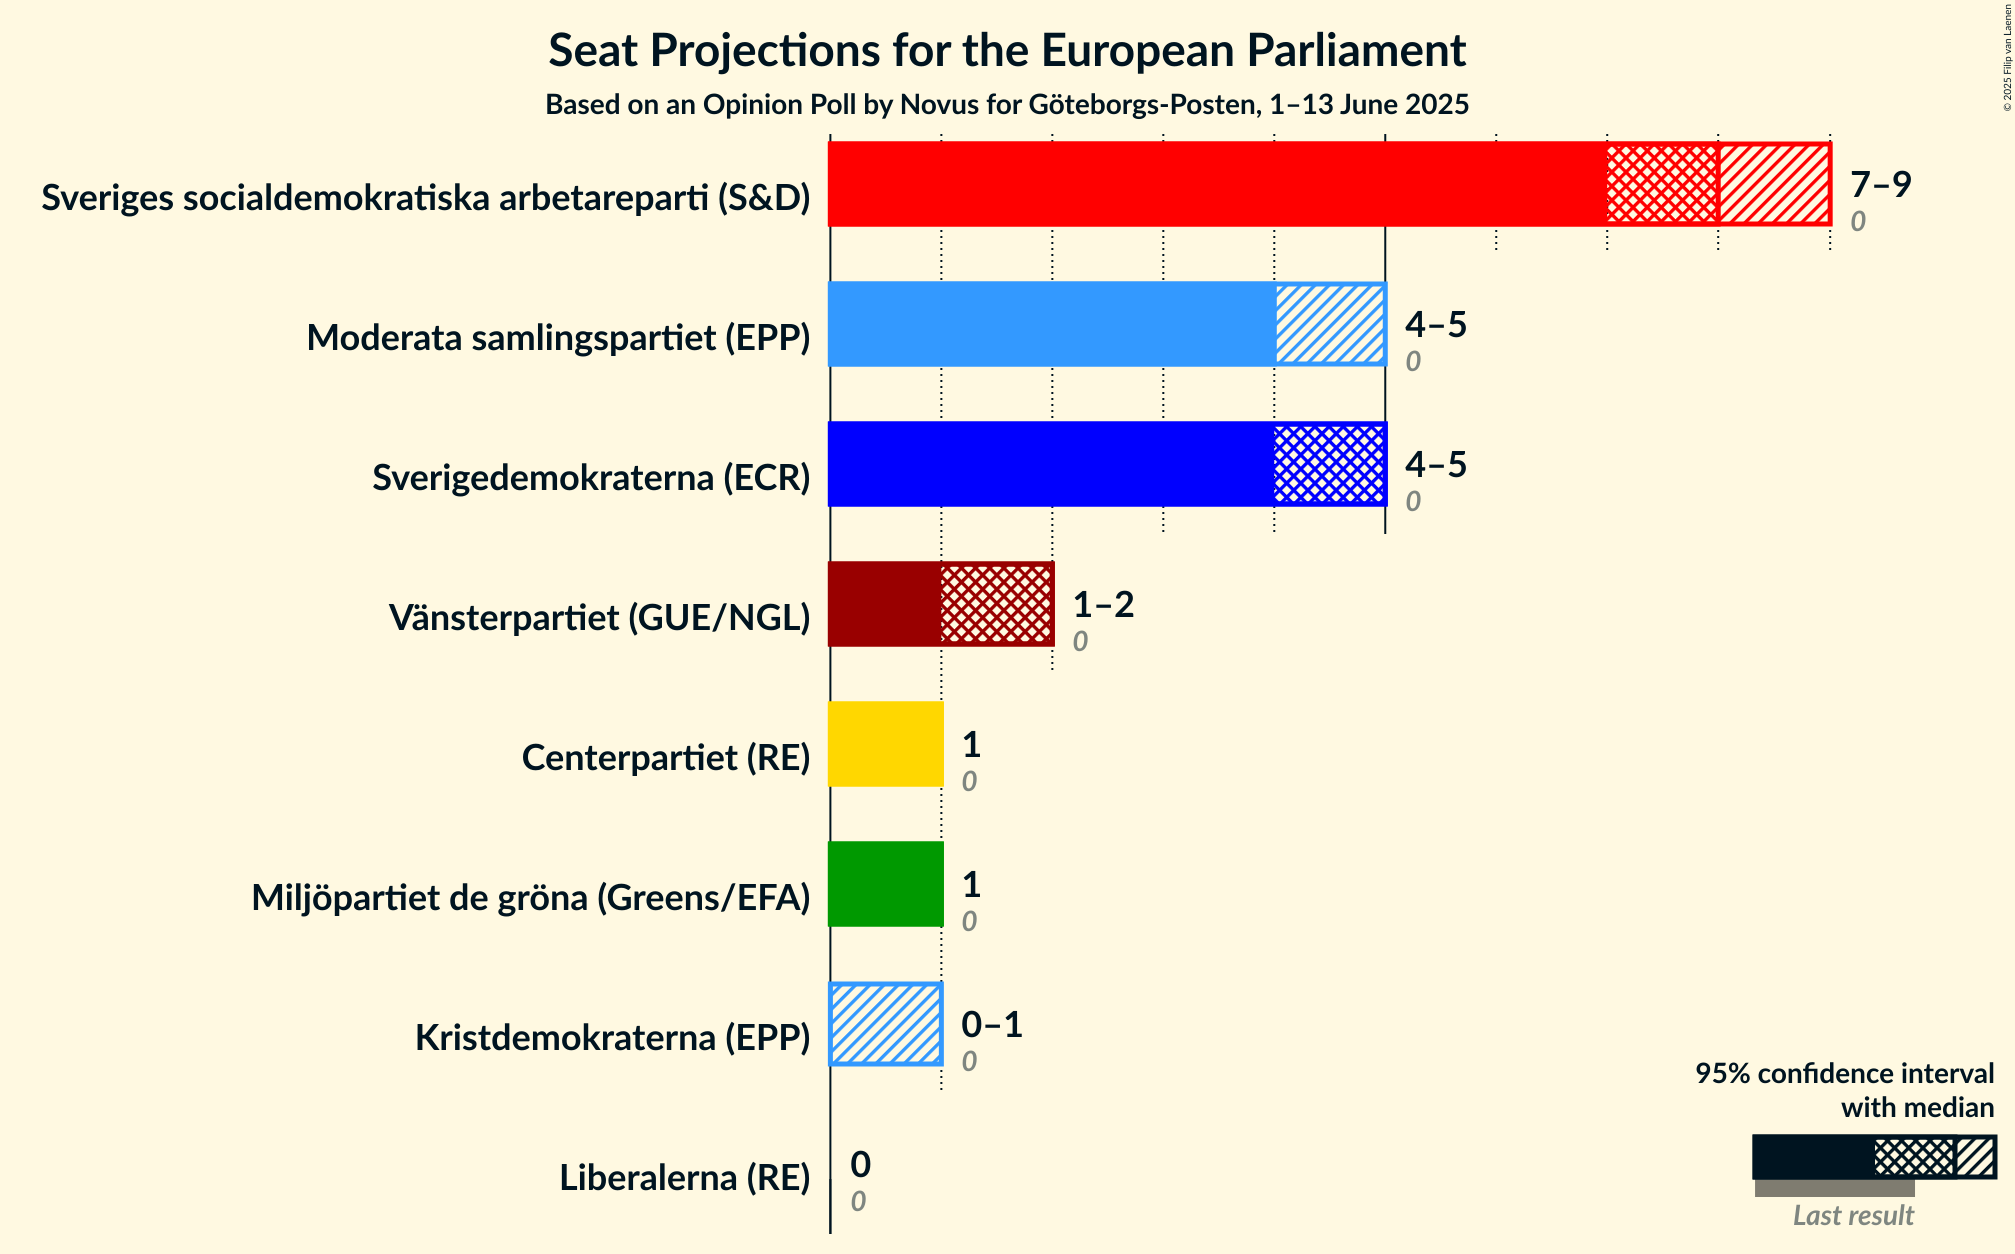 Seat Projections for the European Parliament
Based on an Opinion Poll by Novus for Göteborgs-Posten, 1–13 June 2025
© 2025 Filip van Laenen
Sveriges socialdemokratiska arbetareparti (S&D)
7–9
0
Moderata samlingspartiet (EPP)
4–5
0
Sverigedemokraterna (ECR)
4–5
0
Vänsterpartiet (GUE/NGL)
1–2
0
Centerpartiet (RE)
1
0
Miljöpartiet de gröna (Greens/EFA)
1
0
Kristdemokraterna (EPP)
0–1
0
Liberalerna (RE)
0
0
95% confidence interval
with median
Last result